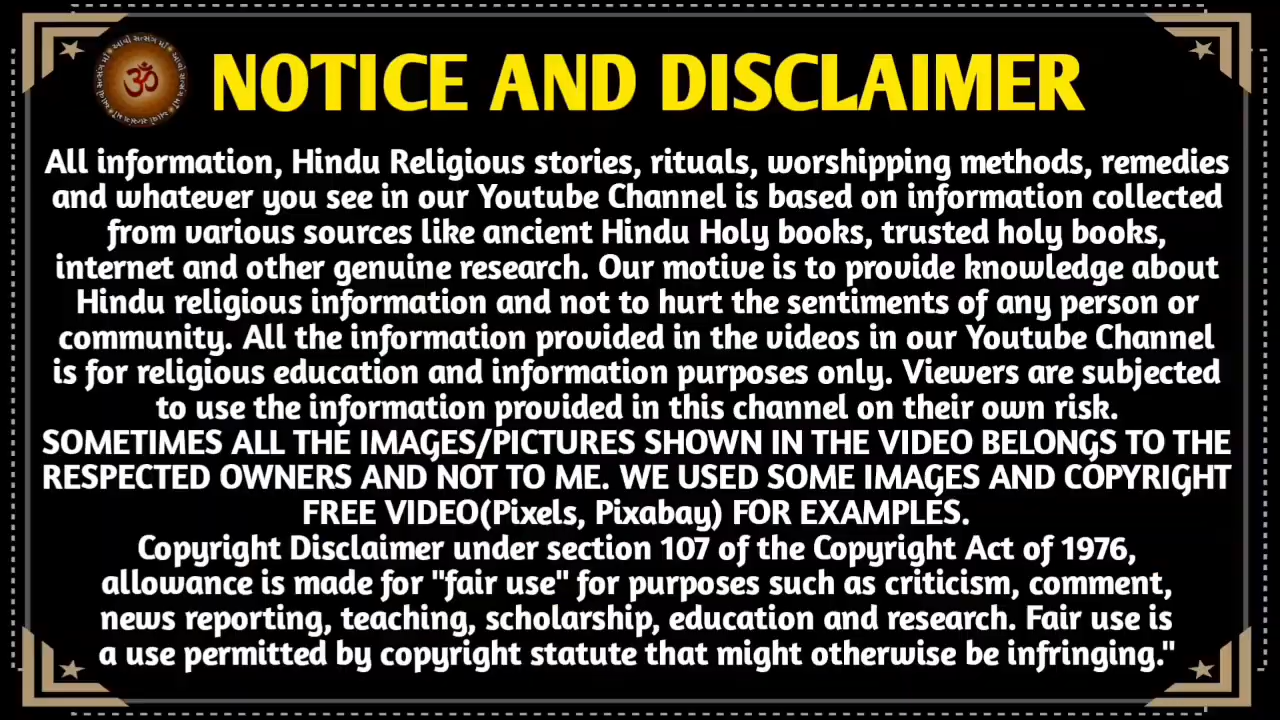 આવો સત્સંગ માં
ॐ
NOTICE AND DISCLAIMER
All information, Hindu Religious stories, rituals, worshipping methods, remedies
and whatever you see in our Youtube Channel is based on information collected
from various sources like ancient Hindu Holy books, trusted holy books,
internet and other genuine research. Our motive is to provide knowledge about
Hindu religious information and not to hurt the sentiments of any person or
community. All the information provided in the videos in our Youtube Channel
is for religious education and information purposes only. Viewers are subjected
to use the information provided in this channel on their own risk.
SOMETIMES ALL THE IMAGES/PICTURES SHOWN IN THE VIDEO BELONGS TO THE
RESPECTED OWNERS AND NOT TO ME. WE USED SOME IMAGES AND COPYRIGHT
FREE VIDEO(Pixels, Pixabay) FOR EXAMPLES.
Copyright Disclaimer under section 107 of the Copyright Act of 1976,
allowance is made for "fair use" for purposes such as criticism, comment,
news reporting, teaching, scholarship, education and research. Fair use is
a use permitted by copyright statute that might otherwise be infringing."